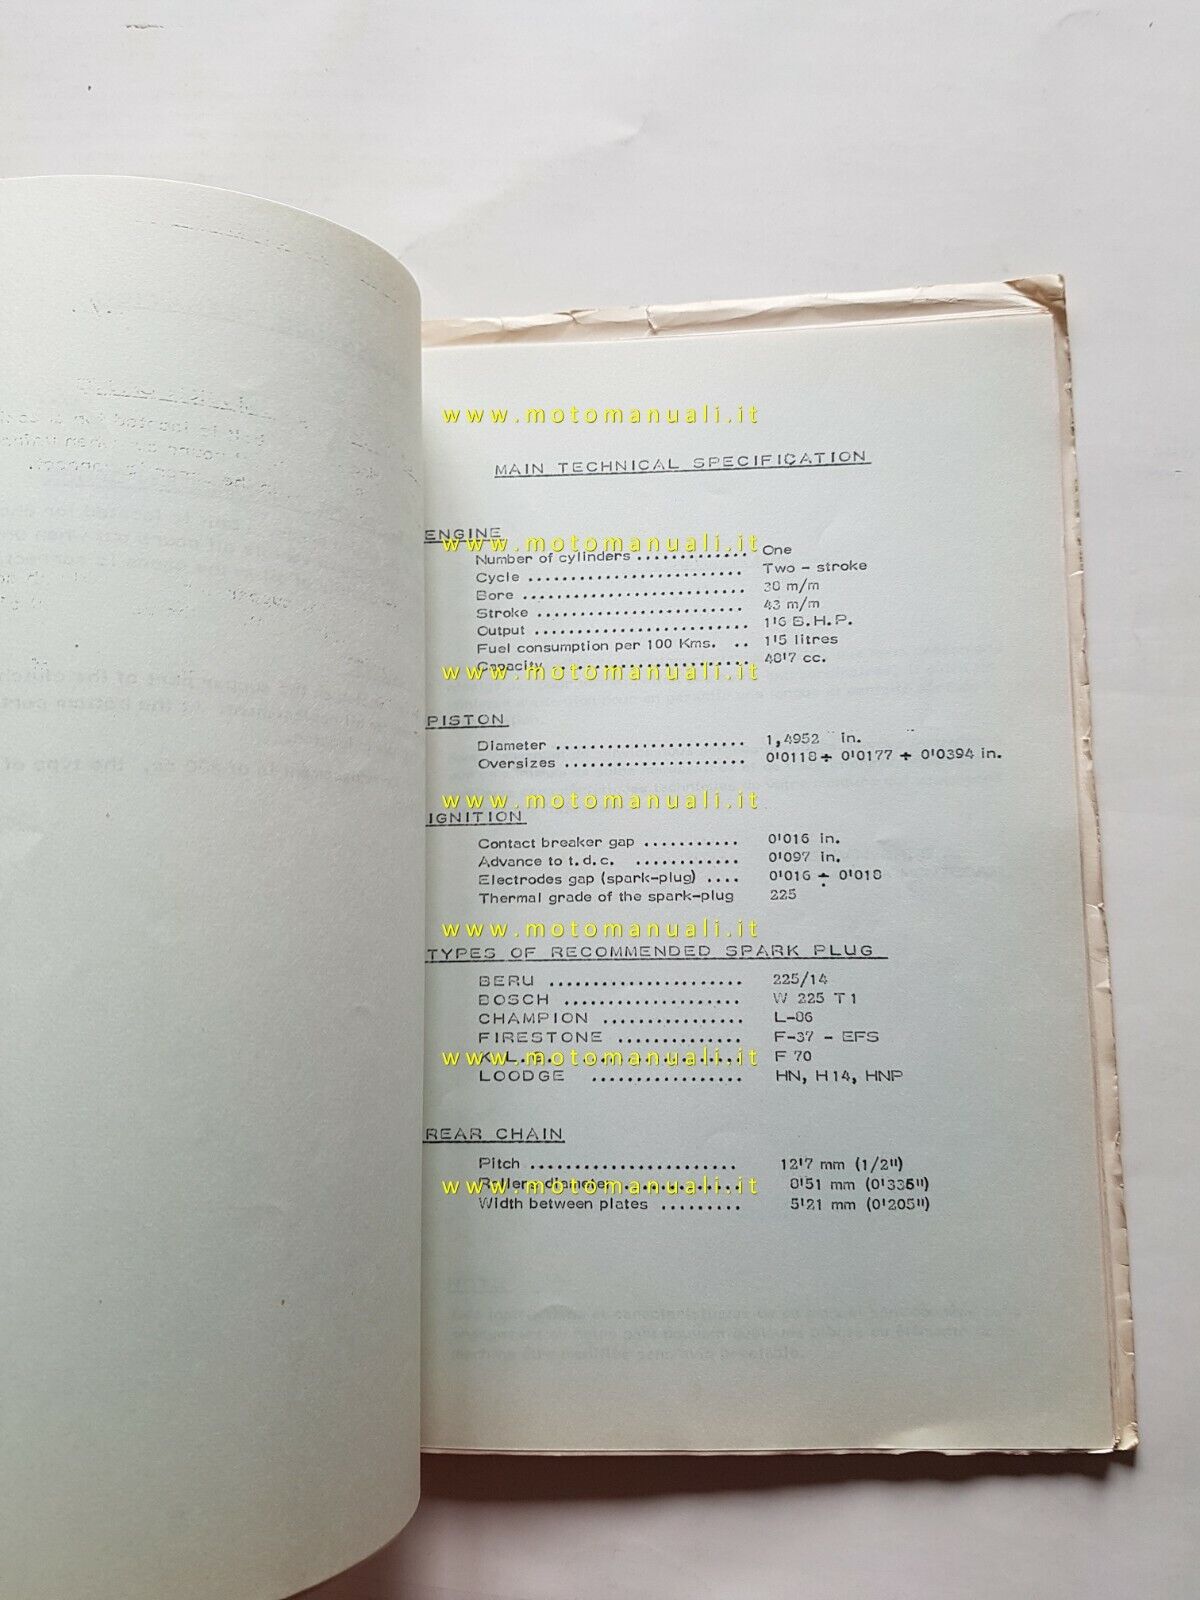 www.motomanuali.it
MAIN TECHNICAL SPECIFICATION
ENGINE
www.motomanuali.it
Number of cylinders ............. One
Cycle ......................... Two - stroke
Bore .......................... 38 m/m
Stroke ........................ 43 m/m
Output ......................... 1'6 B.H.P.
Fuel consumption per 100 Kms. .. 1'5 litres
Capacity ....................... 48'7 cc.
www.motomanuali.it
PISTON
Diameter ...................... 1,4952 in.
Oversizes ..................... 0'0118 ÷ 0'0177 ÷ 0'0394 in.
www.motomanuali.it
IGNITION
Contact breaker gap ........... 0'016 in.
Advance to t.d.c. ............ 0'097 in.
Electrodes gap (spark-plug) .... 0'016 ÷ 0'018
Thermal grade of the spark-plug 225
www.motomanuali.it
TYPES OF RECOMMENDED SPARK PLUG
BERU ...................... 225/14
BOSCH .................... W 225 T 1
CHAMPION ................ L-86
FIRESTONE .............. F-37 - EFS
K.L.G. ................... F 70
www.motomanuali.it
LOODGE ................. HN, H14, HNP
REAR CHAIN
Pitch ........................ 12'7 mm (1/2")
Rollers diameter .............. 8'51 mm (0'335")
www.motomanuali.it
Width between plates ......... 5'21 mm (0'205")